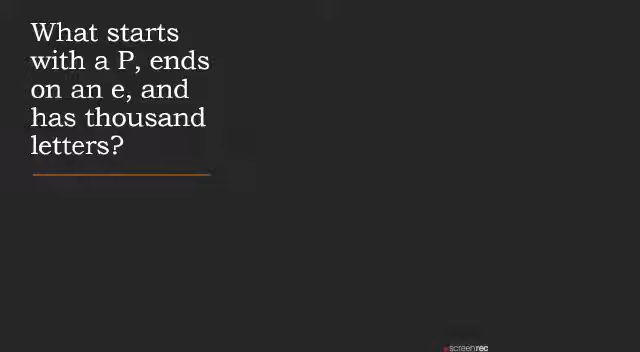 What starts
with a P, ends
on an e, and
has thousand
letters?
screenrec